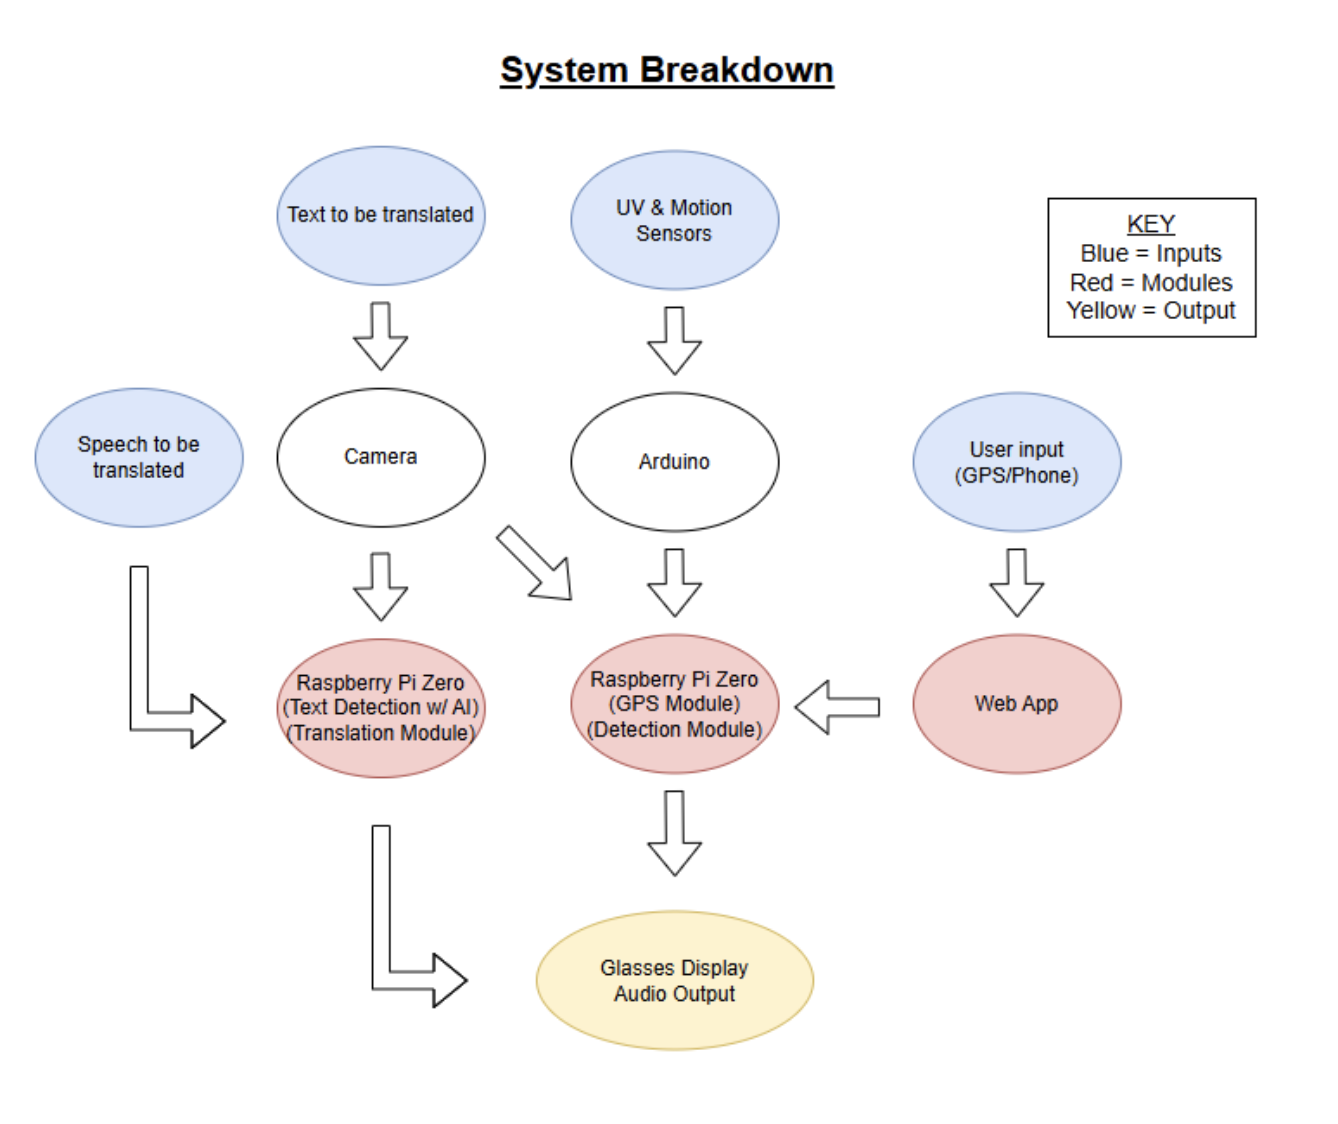 System Breakdown
Text to be translated
UV & Motion
Sensors
KEY
Blue = Inputs
Red = Modules
Yellow = Output
Speech to be
translated
Camera
Arduino
User input
(GPS/Phone)
Raspberry Pi Zero
(Text Detection w/ AI)
(Translation Module)
Raspberry Pi Zero
(GPS Module)
(Detection Module)
Web App
Glasses Display
Audio Output